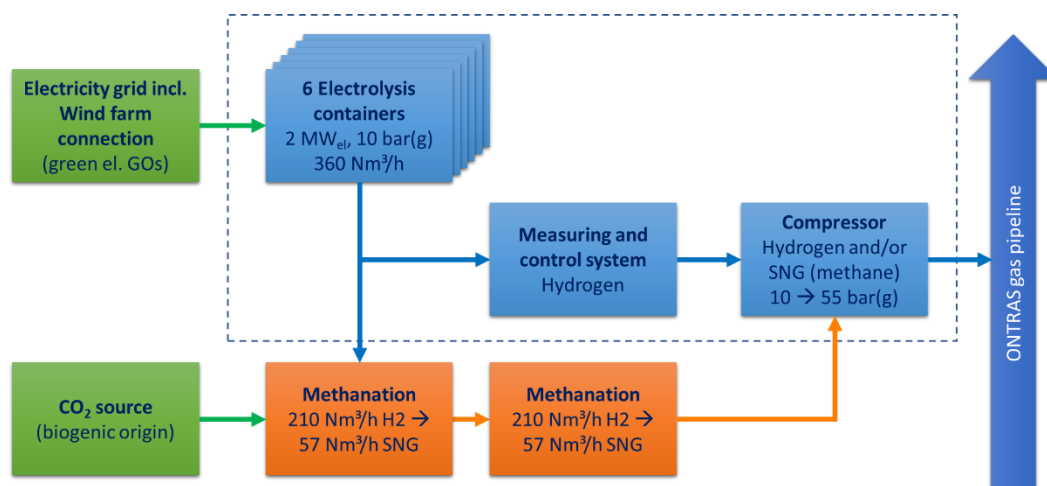 Electricity grid incl.
Wind farm
connection
(green el. GOs)
6 Electrolysis
containers
2 MWel, 10 bar(g)
360 Nm³/h
Measuring and
control system
Hydrogen
Compressor
Hydrogen and/or
SNG (methane)
10 → 55 bar(g)
ONTRAS gas pipeline
CO₂ source
(biogenic origin)
Methanation
210 Nm³/h H2 →
57 Nm³/h SNG
Methanation
210 Nm³/h H2 →
57 Nm³/h SNG